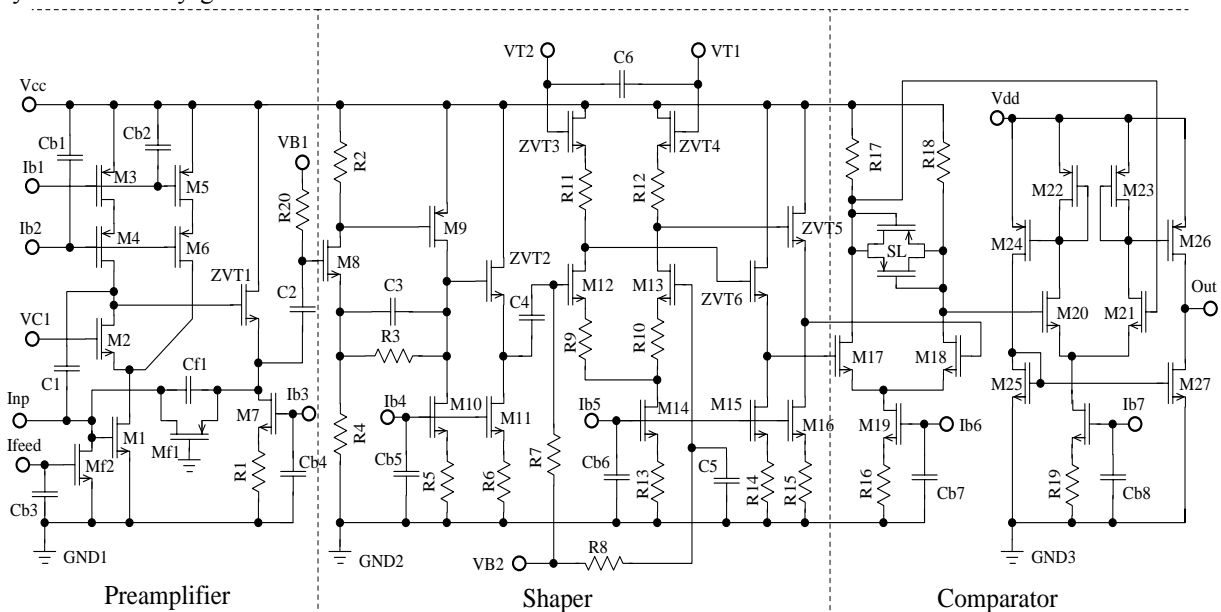 VT2
C6
VT1
Vcc
Vdd
Cb1
Cb2
VB1
R2
ZVT3
ZVT4
R17
R18
Ib1
M3
M5
R20
R11
R12
M22
M23
Ib2
M4
M6
M9
ZVT5
SL
M24
M26
ZVT1
M8
ZVT2
C2
C3
C4
M12
M13
ZVT6
Out
VC1
M2
R3
R9
R10
M20
M21
C1
Cf1
M17
M18
Inp
M7
Ib3
Ib4
M10
M11
Ib5
M14
M15
M16
M19
Ib6
M25
Ib7
M27
Ifeed
M1
Mf1
Mf2
R1
Cb4
R4
Cb5
R5
R6
R7
Cb6
R13
C5
R14
R15
R16
Cb7
R19
Cb8
Cb3
GND1
GND2
VB2
R8
GND3
Preamplifier
Shaper
Comparator